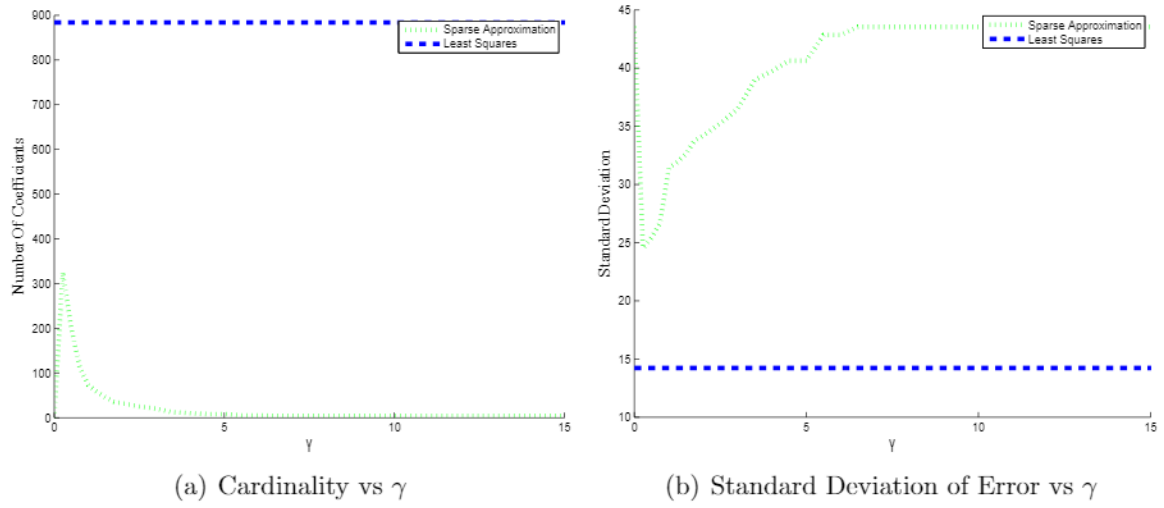 900
800
700
600
500
400
300
200
100
0
Number Of Coefficients
Sparse Approximation
Least Squares
0 5 10 15
γ
(a) Cardinality vs γ
45
40
35
30
25
20
15
10
Standard Deviation
Sparse Approximation
Least Squares
0 5 10 15
γ
(b) Standard Deviation of Error vs γ